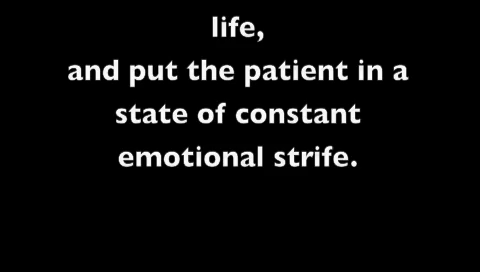 life,
and put the patient in a
state of constant
emotional strife.